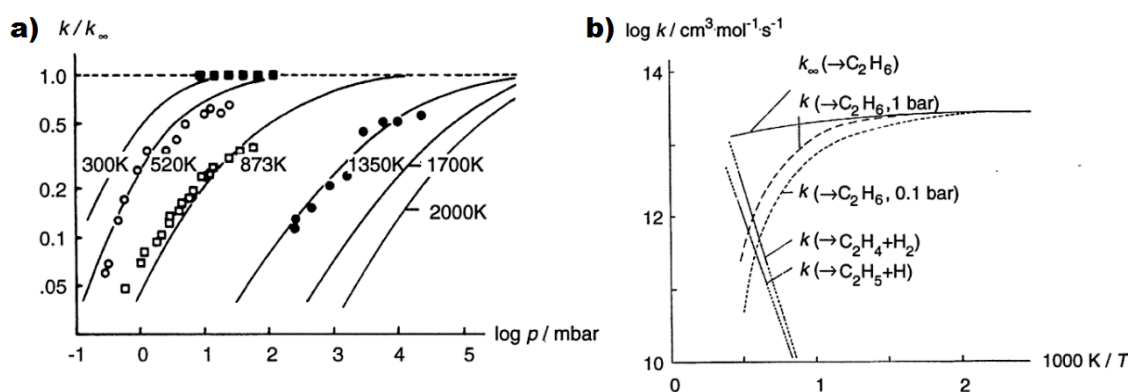 a) k / k∞
1.0
0.5
0.2
0.1
.05
300K 520K 873K 1350K 1700K
2000K
-1 0 1 2 3 4 5
log p / mbar
b) log k / cm³·mol⁻¹·s⁻¹
14
13
12
11
10
k∞ (→C₂H₆)
k (→C₂H₆, 1 bar)
k (→C₂H₆, 0.1 bar)
k (→C₂H₄+H₂)
k (→C₂H₅+H)
0 1 2
1000 K / T